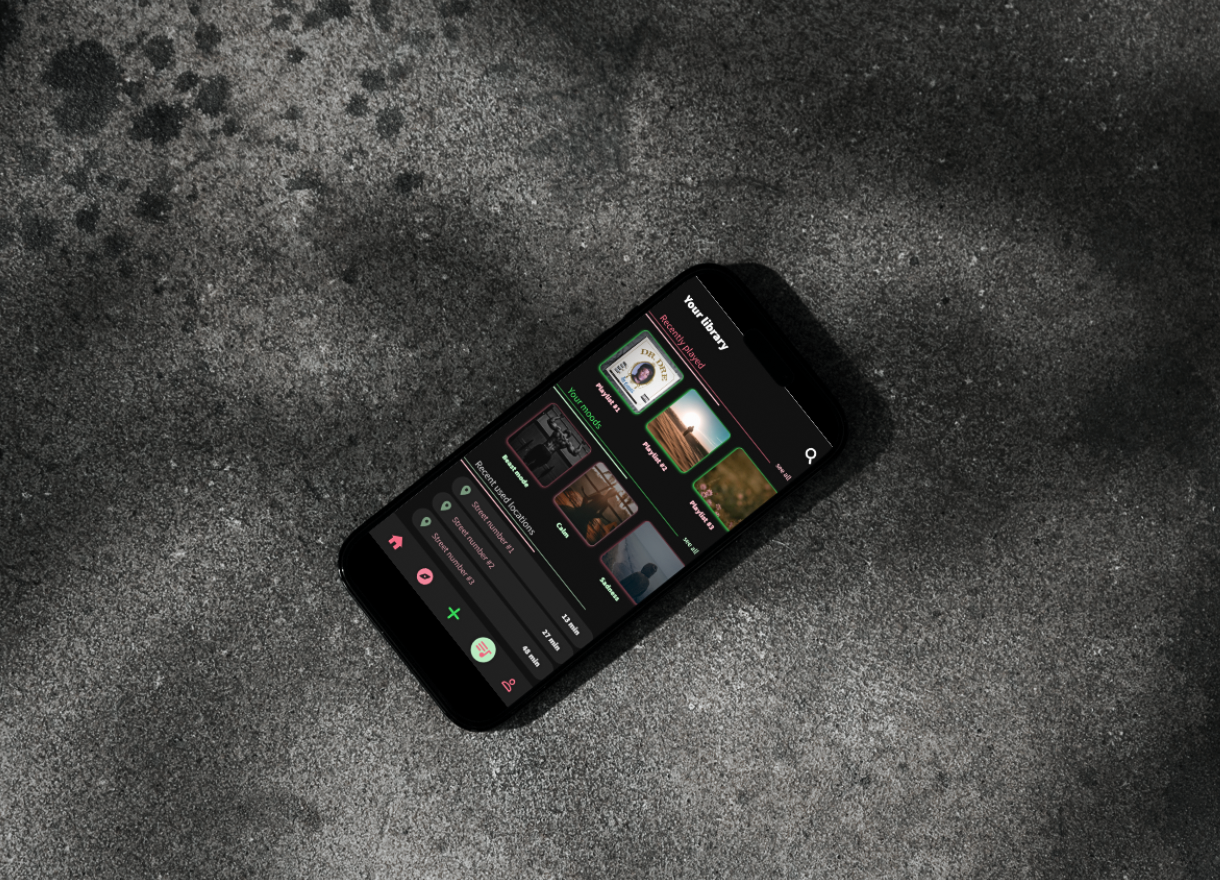 Your library
Recently played
see all
DR. DRE
Playlist #1
Playlist #2
Playlist #3
Your moods
see all
Beast mode
Calm
Sadness
Recent used locations
Street number #1
13 min
Street number #2
27 min
Street number #3
48 min